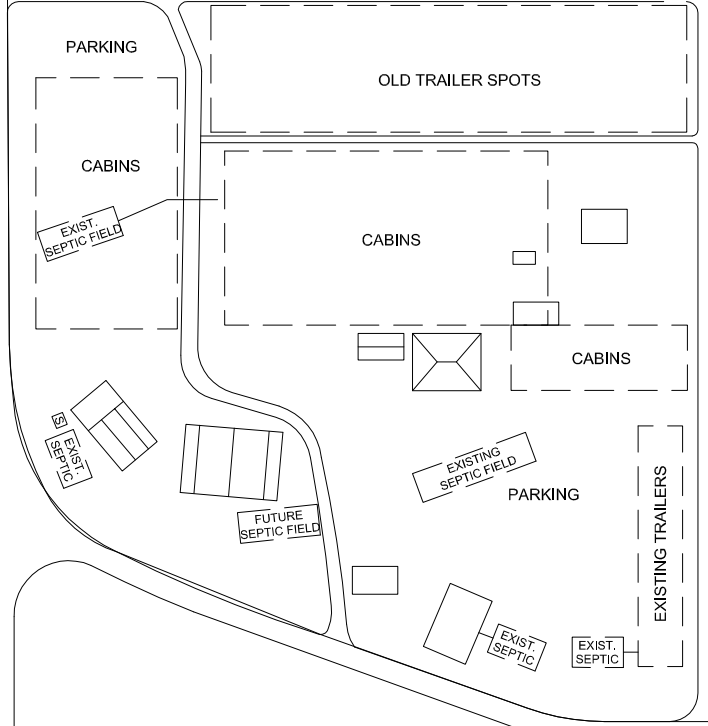 PARKING
OLD TRAILER SPOTS
CABINS
EXIST.
SEPTIC FIELD
CABINS
CABINS
S
EXIST.
SEPTIC
EXISTING
SEPTIC FIELD
PARKING
EXISTING TRAILERS
FUTURE
SEPTIC FIELD
EXIST.
SEPTIC
EXIST.
SEPTIC